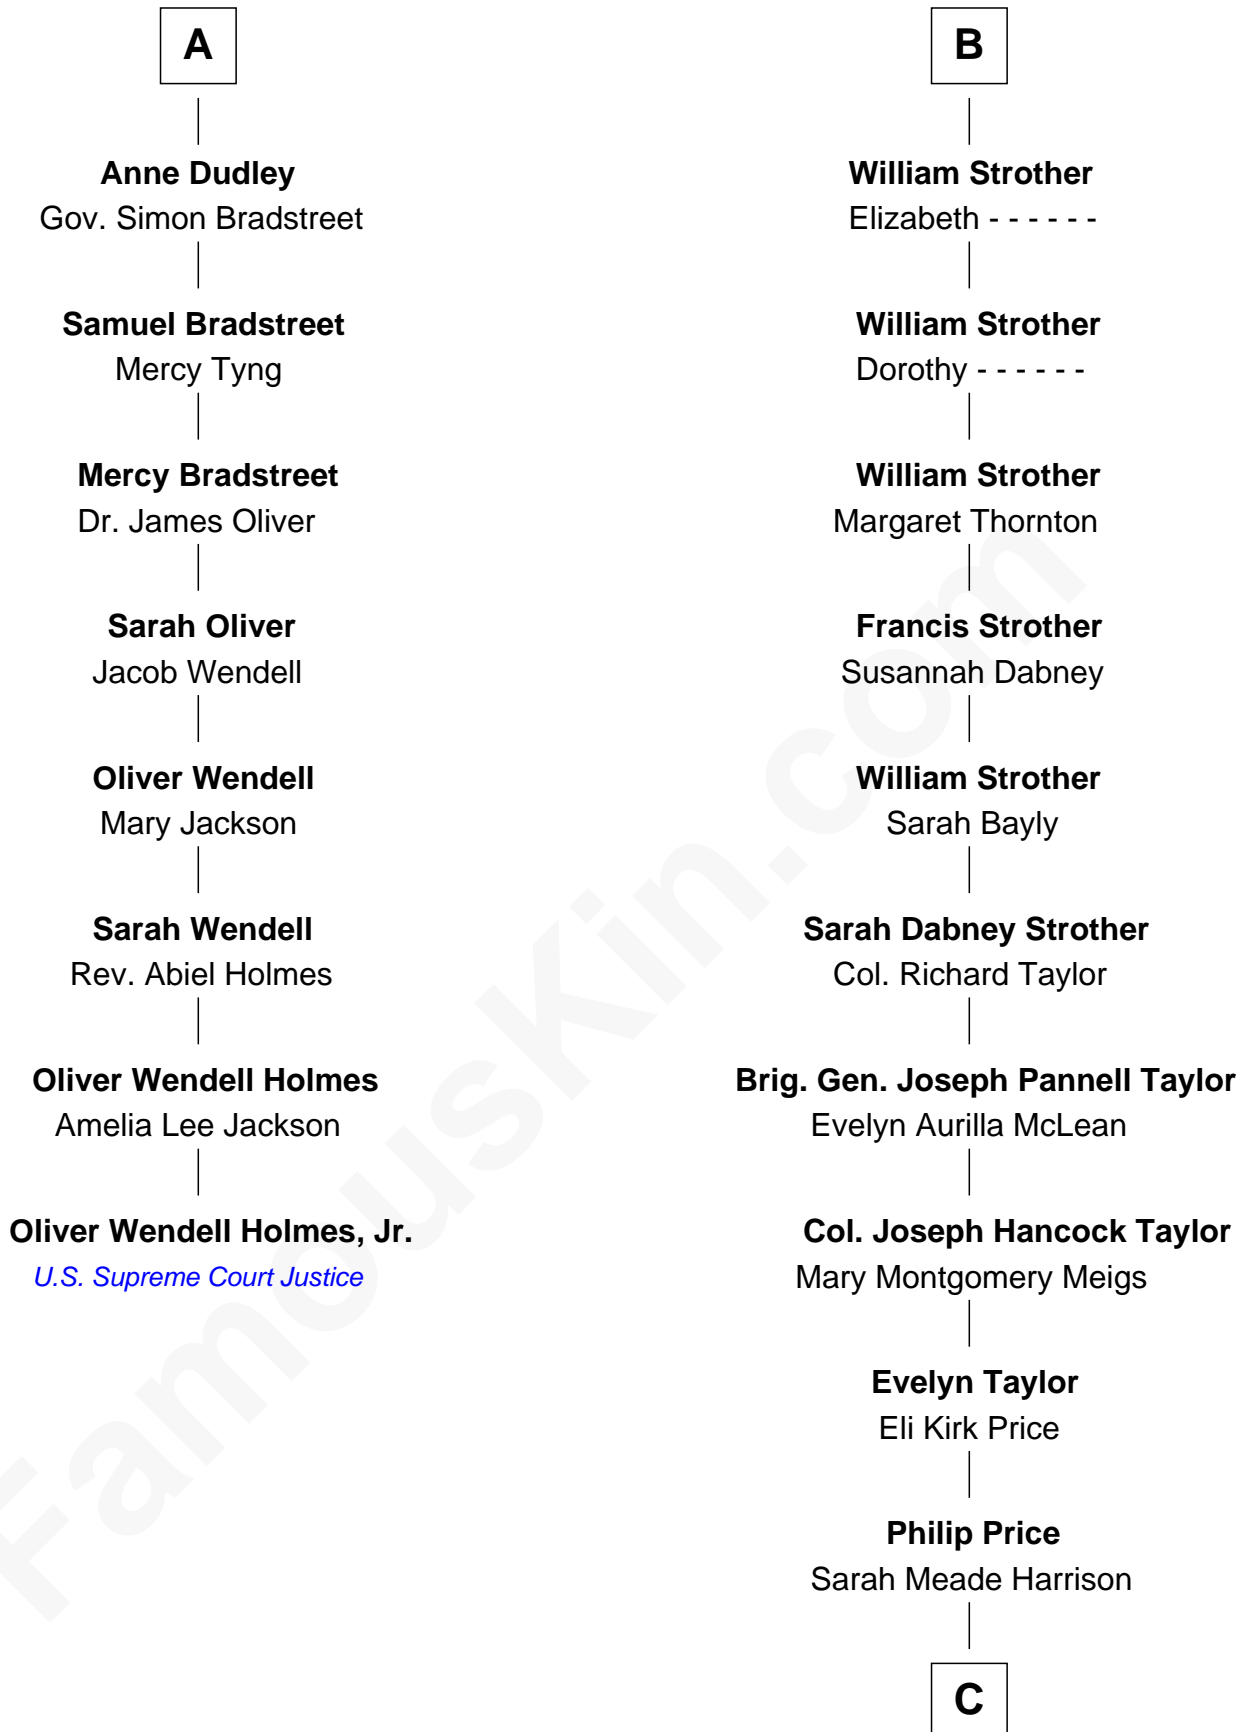 A
Anne Dudley
Gov. Simon Bradstreet
Samuel Bradstreet
Mercy Tyng
Mercy Bradstreet
Dr. James Oliver
Sarah Oliver
Jacob Wendell
Oliver Wendell
Mary Jackson
Sarah Wendell
Rev. Abiel Holmes
Oliver Wendell Holmes
Amelia Lee Jackson
Oliver Wendell Holmes, Jr.
U.S. Supreme Court Justice
B
William Strother
Elizabeth - - - - - -
William Strother
Dorothy - - - - - -
William Strother
Margaret Thornton
Francis Strother
Susannah Dabney
William Strother
Sarah Bayly
Sarah Dabney Strother
Col. Richard Taylor
Brig. Gen. Joseph Pannell Taylor
Evelyn Aurilla McLean
Col. Joseph Hancock Taylor
Mary Montgomery Meigs
Evelyn Taylor
Eli Kirk Price
Philip Price
Sarah Meade Harrison
C
FamousKin.com